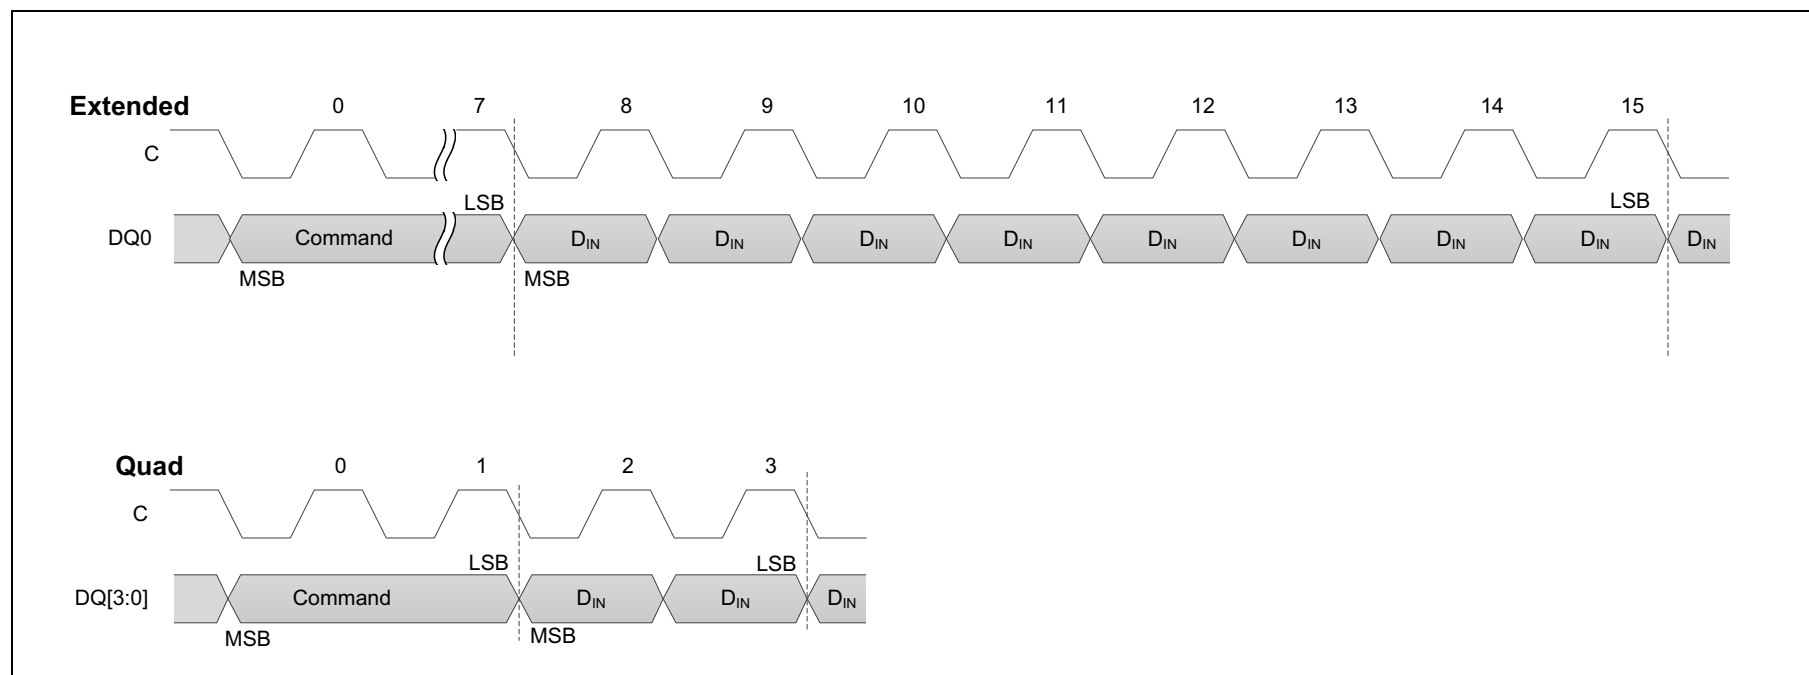 Extended 0 7 8 9 10 11 12 13 14 15
C
LSB LSB
DQ0 Command DIN DIN DIN DIN DIN DIN DIN DIN DIN
MSB MSB
Quad 0 1 2 3
C
LSB LSB
DQ[3:0] Command DIN DIN DIN
MSB MSB